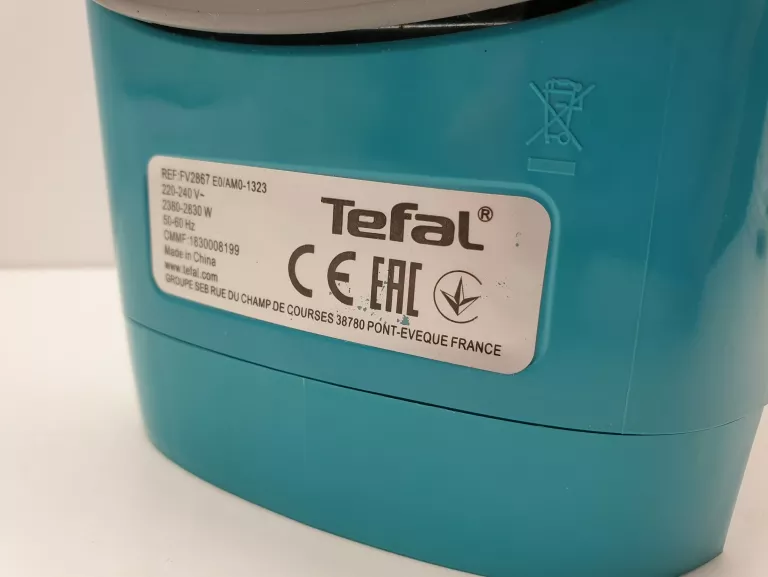 REF:FV2867 E0/AM0-1323
220-240 V~
2380-2830 W
50-60 Hz
CMMF:1830008199
Made in China
www.tefal.com
GROUPE SEB RUE DU CHAMP DE COURSES 38780 PONT-EVEQUE FRANCE
Tefal®
CE EAC